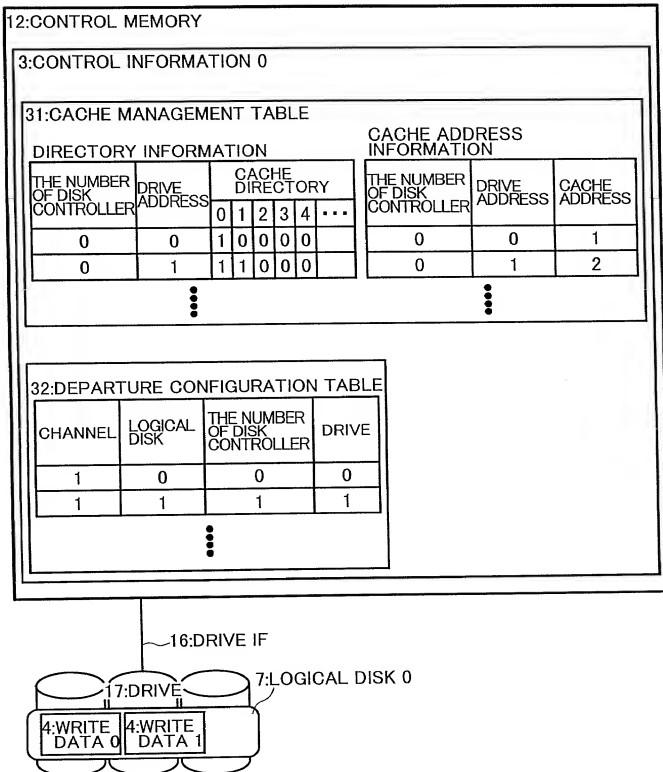 12:CONTROL MEMORY
3:CONTROL INFORMATION 0
31:CACHE MANAGEMENT TABLE
DIRECTORY INFORMATION
THE NUMBER
OF DISK
CONTROLLER
DRIVE
ADDRESS
CACHE
DIRECTORY
0 1 2 3 4 ・・・
0 0 1 0 0 0 0
0 1 1 1 0 0 0
CACHE ADDRESS
INFORMATION
THE NUMBER
OF DISK
CONTROLLER
DRIVE
ADDRESS
CACHE
ADDRESS
0 0 1
0 1 2
32:DEPARTURE CONFIGURATION TABLE
CHANNEL
LOGICAL
DISK
THE NUMBER
OF DISK
CONTROLLER
DRIVE
1 0 0 0
1 1 1 1
16:DRIVE IF
17:DRIVE
7:LOGICAL DISK 0
4:WRITE
DATA 0
4:WRITE
DATA 1